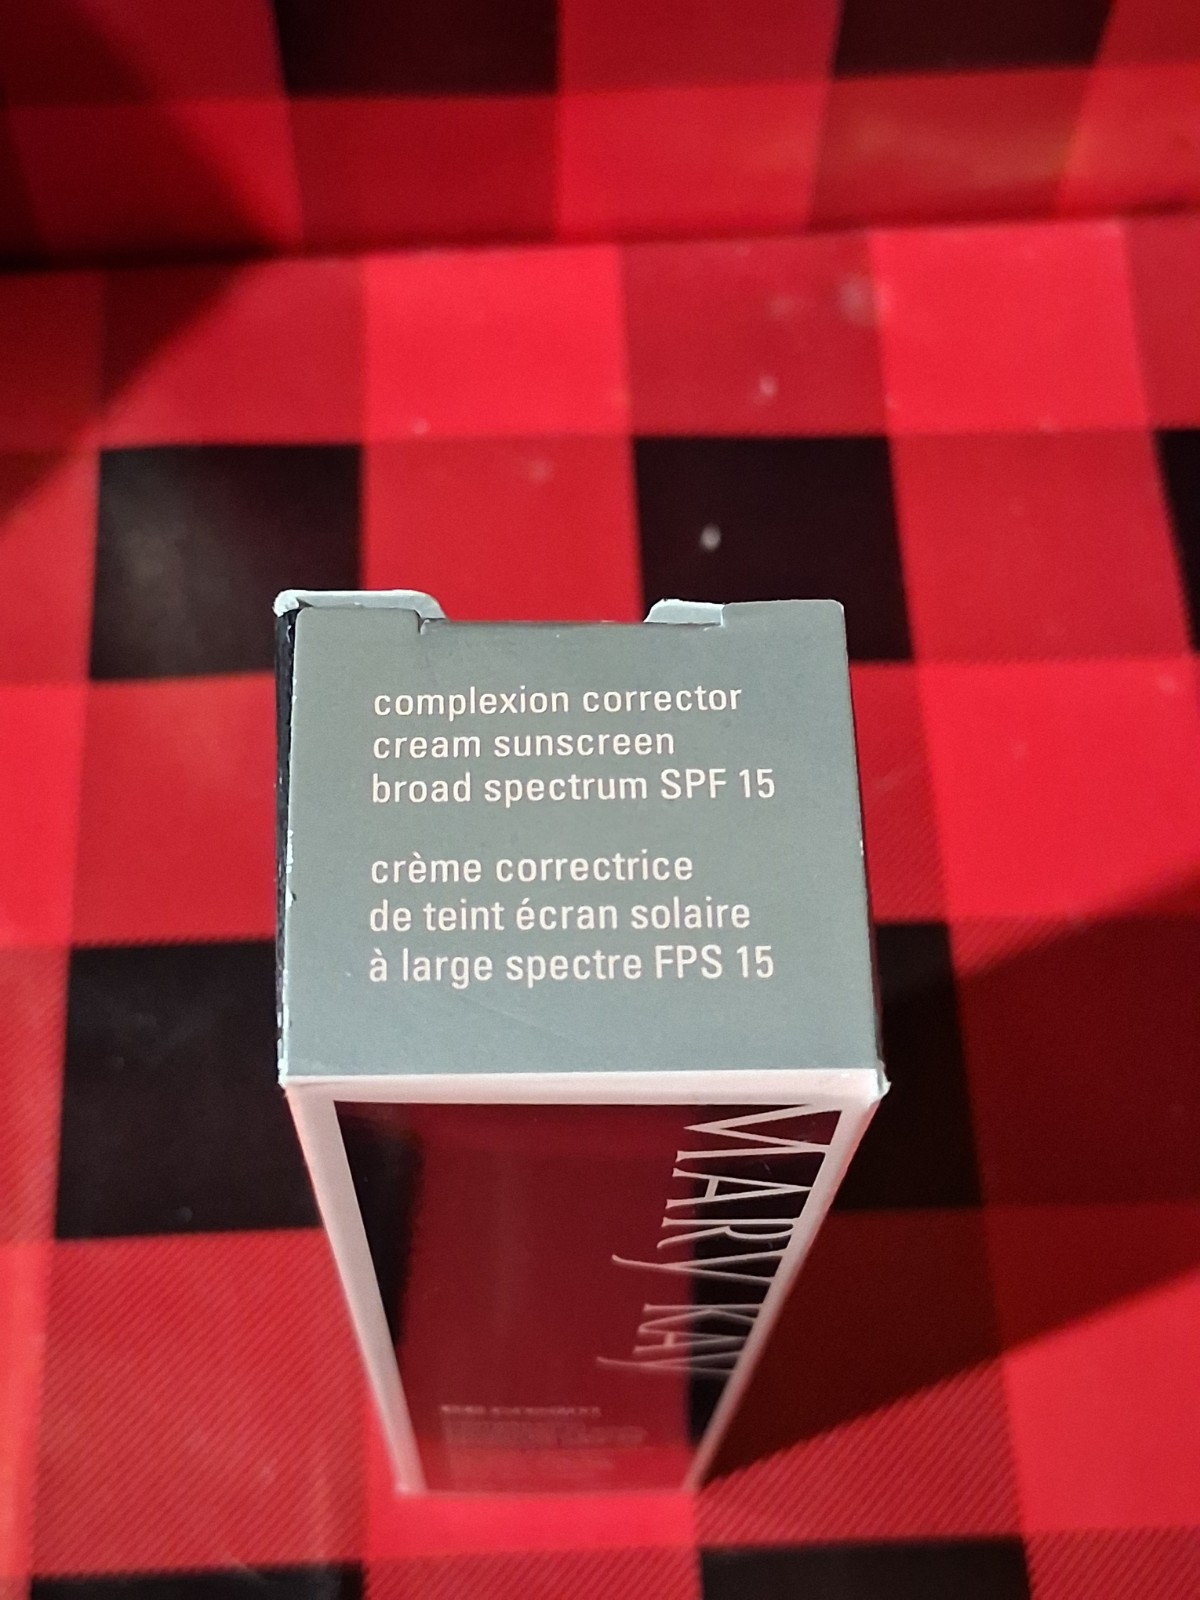 complexion corrector
cream sunscreen
broad spectrum SPF 15
crème correctrice
de teint écran solaire
à large spectre FPS 15
MARY KAY